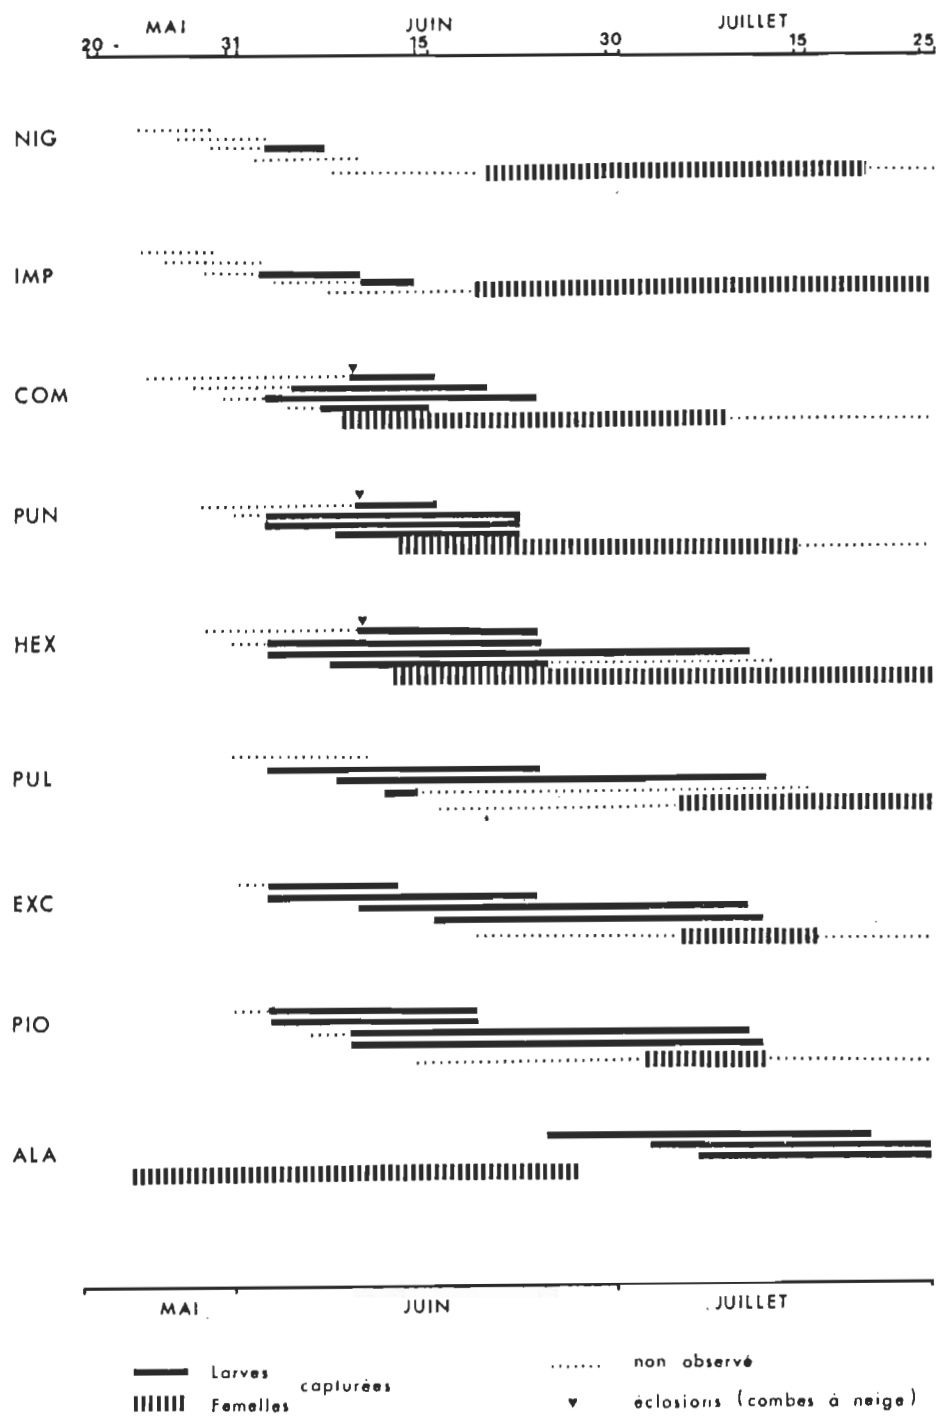 MAI JUIN JUILLET
20 - 31 15 30 15 25
NIG
IMP
COM
PUN
HEX
PUL
EXC
PIO
ALA
MAI JUIN JUILLET
Larves non observé
capturées
Femelles éclosions (combes à neige)